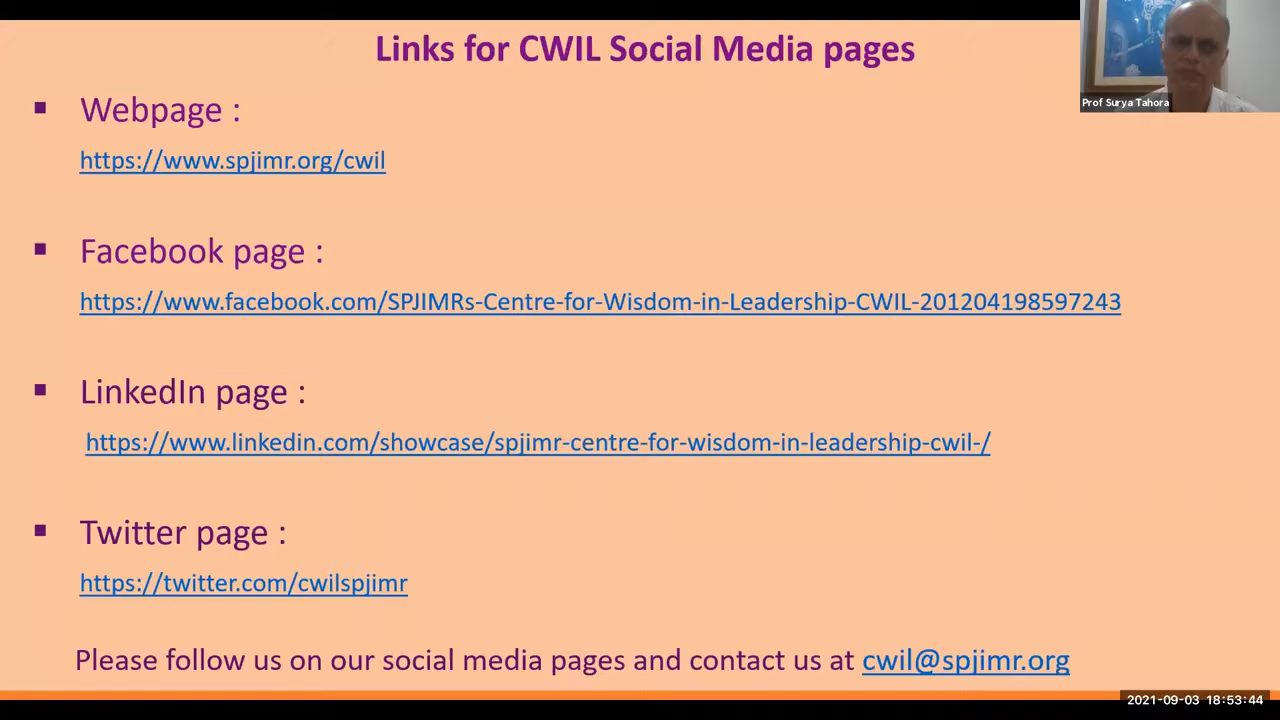 Links for CWIL Social Media pages
Prof Surya Tahora
▪ Webpage :
https://www.spjimr.org/cwil
▪ Facebook page :
https://www.facebook.com/SPJIMRs-Centre-for-Wisdom-in-Leadership-CWIL-201204198597243
▪ LinkedIn page :
https://www.linkedin.com/showcase/spjimr-centre-for-wisdom-in-leadership-cwil-/
▪ Twitter page :
https://twitter.com/cwilspjimr
Please follow us on our social media pages and contact us at cwil@spjimr.org
2021-09-03 18:53:44